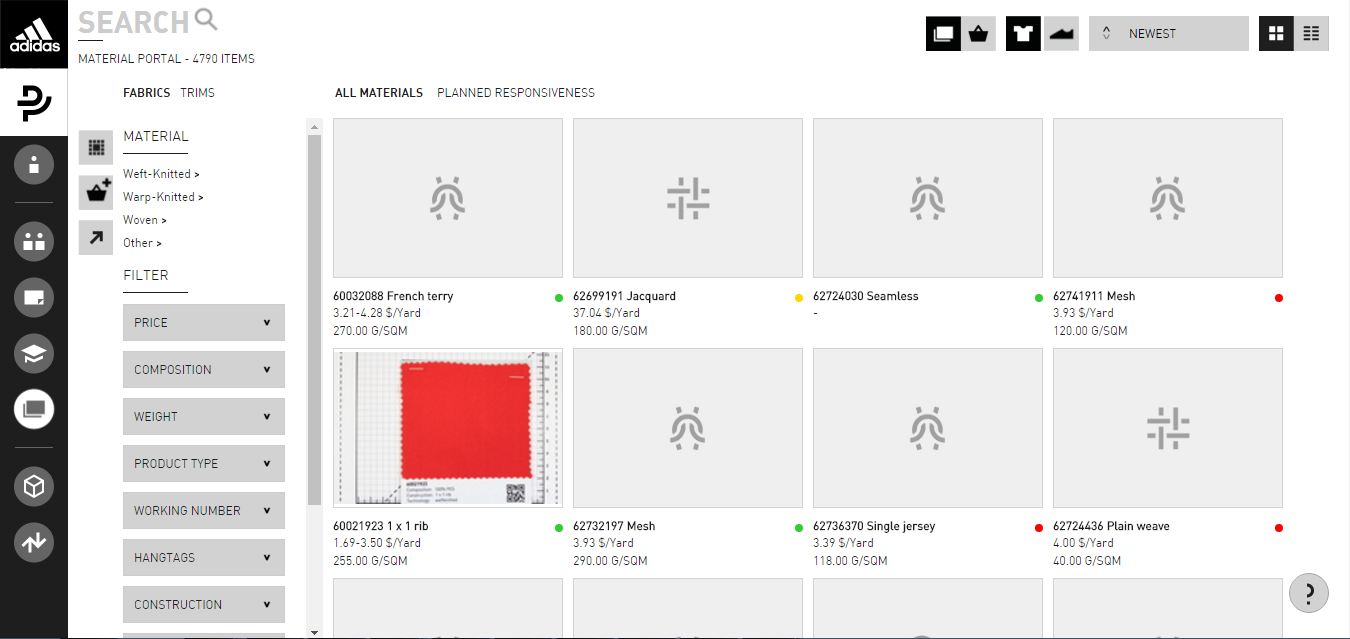 adidas
SEARCH
MATERIAL PORTAL - 4790 ITEMS
NEWEST
FABRICS TRIMS
ALL MATERIALS PLANNED RESPONSIVENESS
MATERIAL
Weft-Knitted >
Warp-Knitted >
Woven >
Other >
FILTER
PRICE
COMPOSITION
WEIGHT
PRODUCT TYPE
WORKING NUMBER
HANGTAGS
CONSTRUCTION
60032088 French terry
3.21-4.28 $/Yard
270.00 G/SQM
62699191 Jacquard
37.04 $/Yard
180.00 G/SQM
62724030 Seamless
-
62741911 Mesh
3.93 $/Yard
120.00 G/SQM
60021923
60021923 1 x 1 rib
1.69-3.50 $/Yard
255.00 G/SQM
62732197 Mesh
3.93 $/Yard
290.00 G/SQM
62736370 Single jersey
3.39 $/Yard
118.00 G/SQM
62724436 Plain weave
4.00 $/Yard
40.00 G/SQM
?